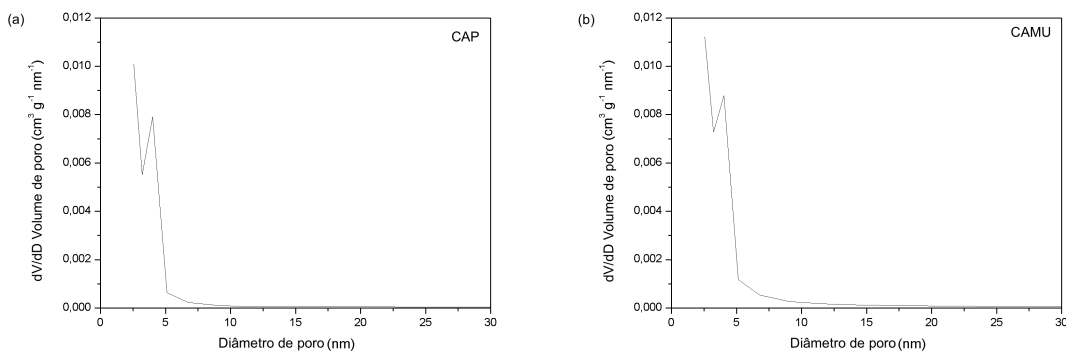 (a)
CAP
0,012
0,010
0,008
0,006
0,004
0,002
0,000
dV/dD Volume de poro (cm³ g⁻¹ nm⁻¹)
0 5 10 15 20 25 30
Diâmetro de poro (nm)
(b)
CAMU
0,012
0,010
0,008
0,006
0,004
0,002
0,000
dV/dD Volume de poro (cm³ g⁻¹ nm⁻¹)
0 5 10 15 20 25 30
Diâmetro de poro (nm)